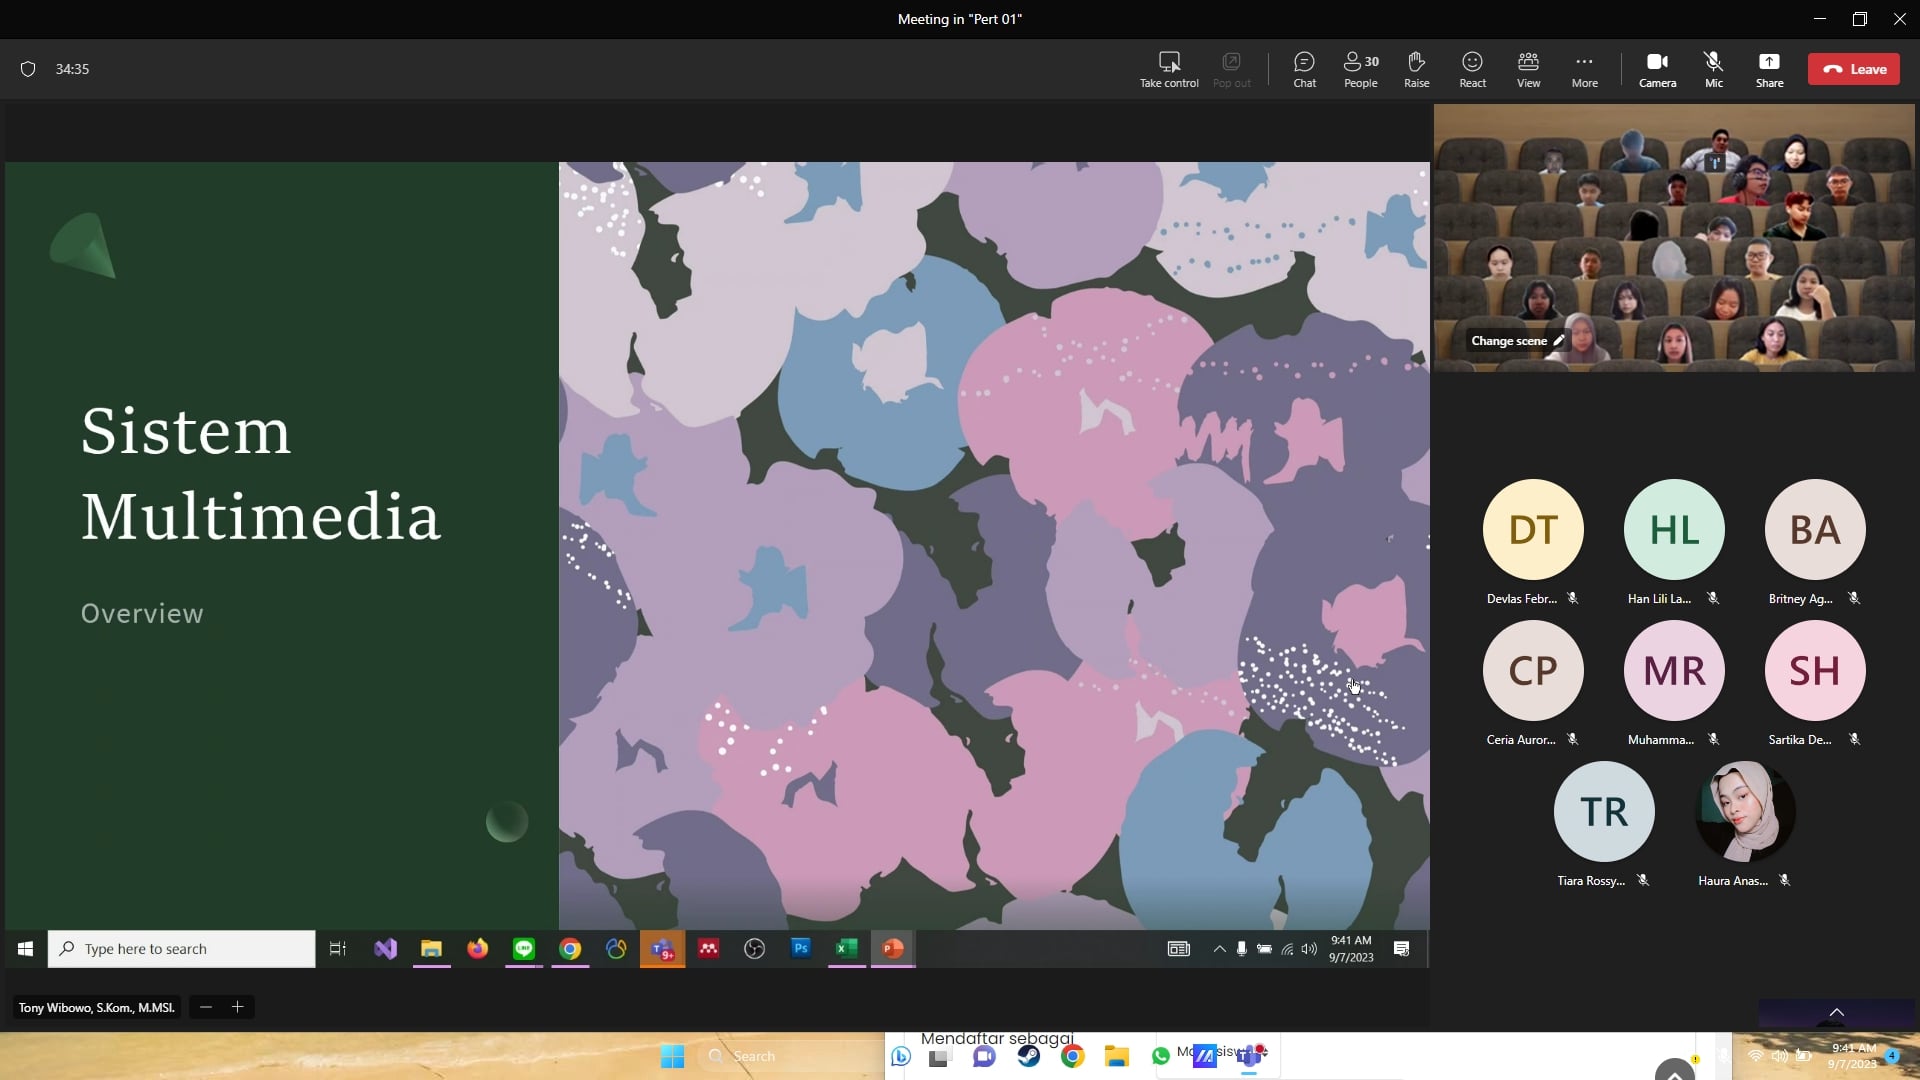 Meeting in "Pert 01"
34:35
Take control
Pop out
Chat
30
People
Raise
React
View
More
Camera
Mic
Share
Leave
Sistem
Multimedia
Overview
Change scene
DT
HL
BA
Devlas Febr...
Han Lili La...
Britney Ag...
CP
MR
SH
Ceria Auror...
Muhamma...
Sartika De...
TR
Tiara Rossy...
Haura Anas...
Type here to search
9+
Ps
9:41 AM
9/7/2023
Tony Wibowo, S.Kom., M.MSI.
Mendaftar sebagai
Search
9:41 AM
9/7/2023
4